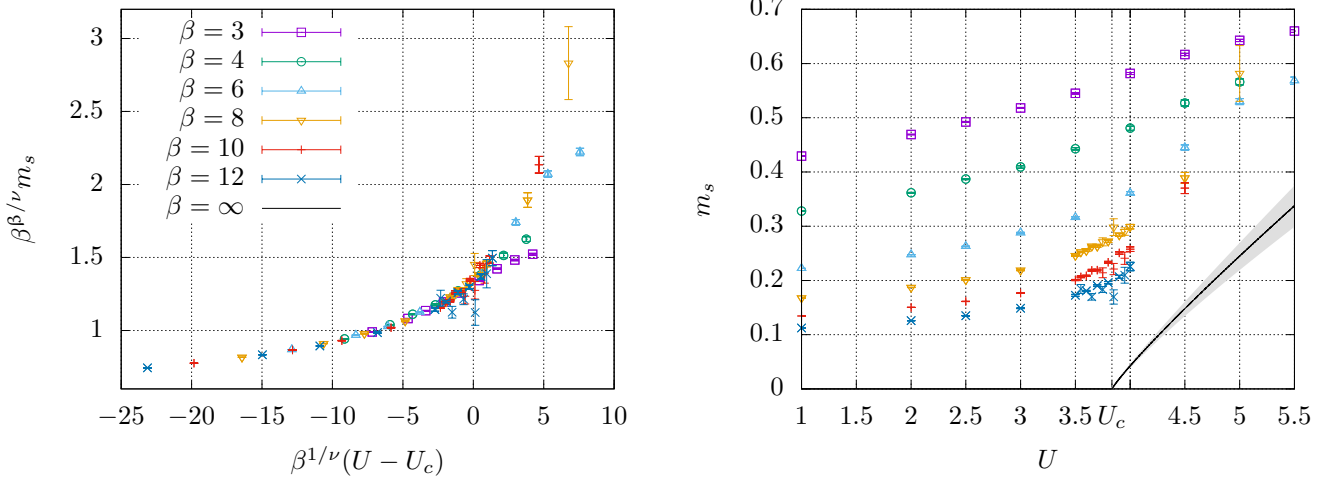 3
2.5
2
1.5
1
β^{β/ν} m_s
β = 3
β = 4
β = 6
β = 8
β = 10
β = 12
β = ∞
−25 −20 −15 −10 −5 0 5 10
β^{1/ν}(U − U_c)
0.7
0.6
0.5
0.4
0.3
0.2
0.1
0
m_s
1 1.5 2 2.5 3 3.5 U_c 4.5 5 5.5
U